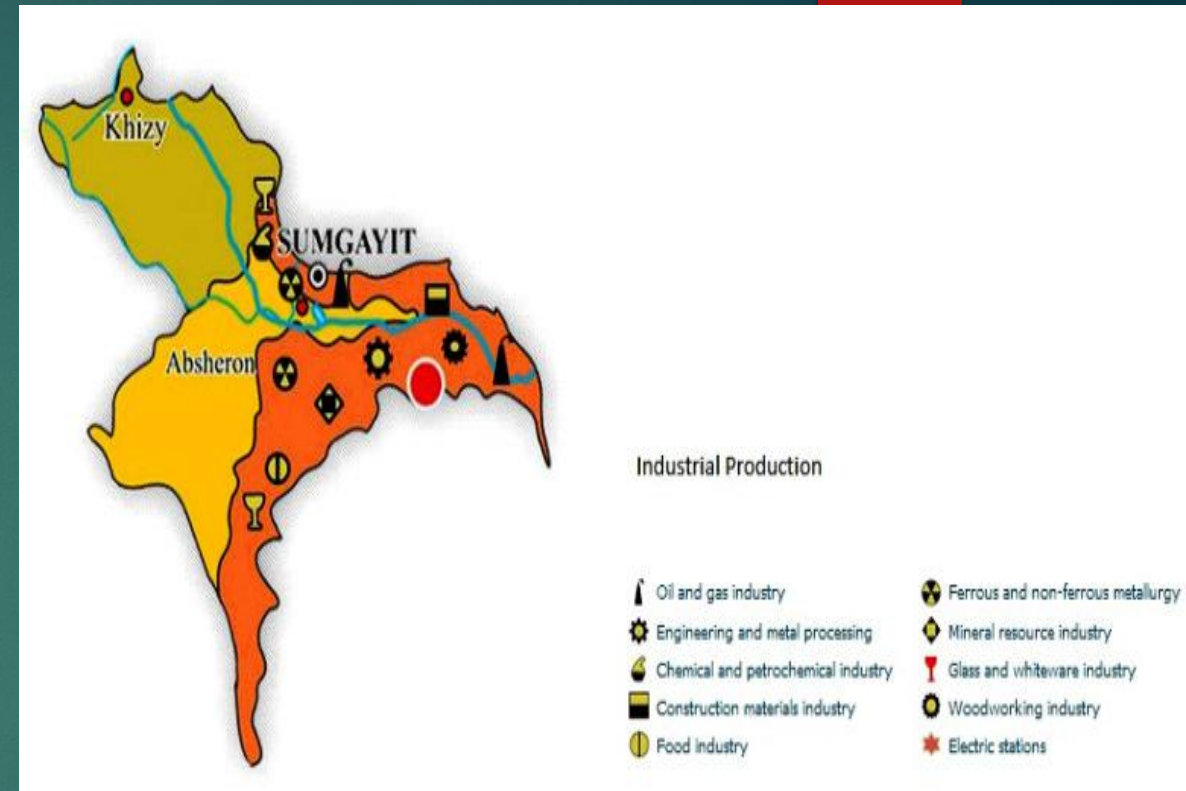 Khizy
SUMGAYIT
Absheron
Industrial Production
Oil and gas industry
Engineering and metal processing
Chemical and petrochemical industry
Construction materials industry
Food industry
Ferrous and non-ferrous metallurgy
Mineral resource industry
Glass and whiteware industry
Woodworking industry
Electric stations